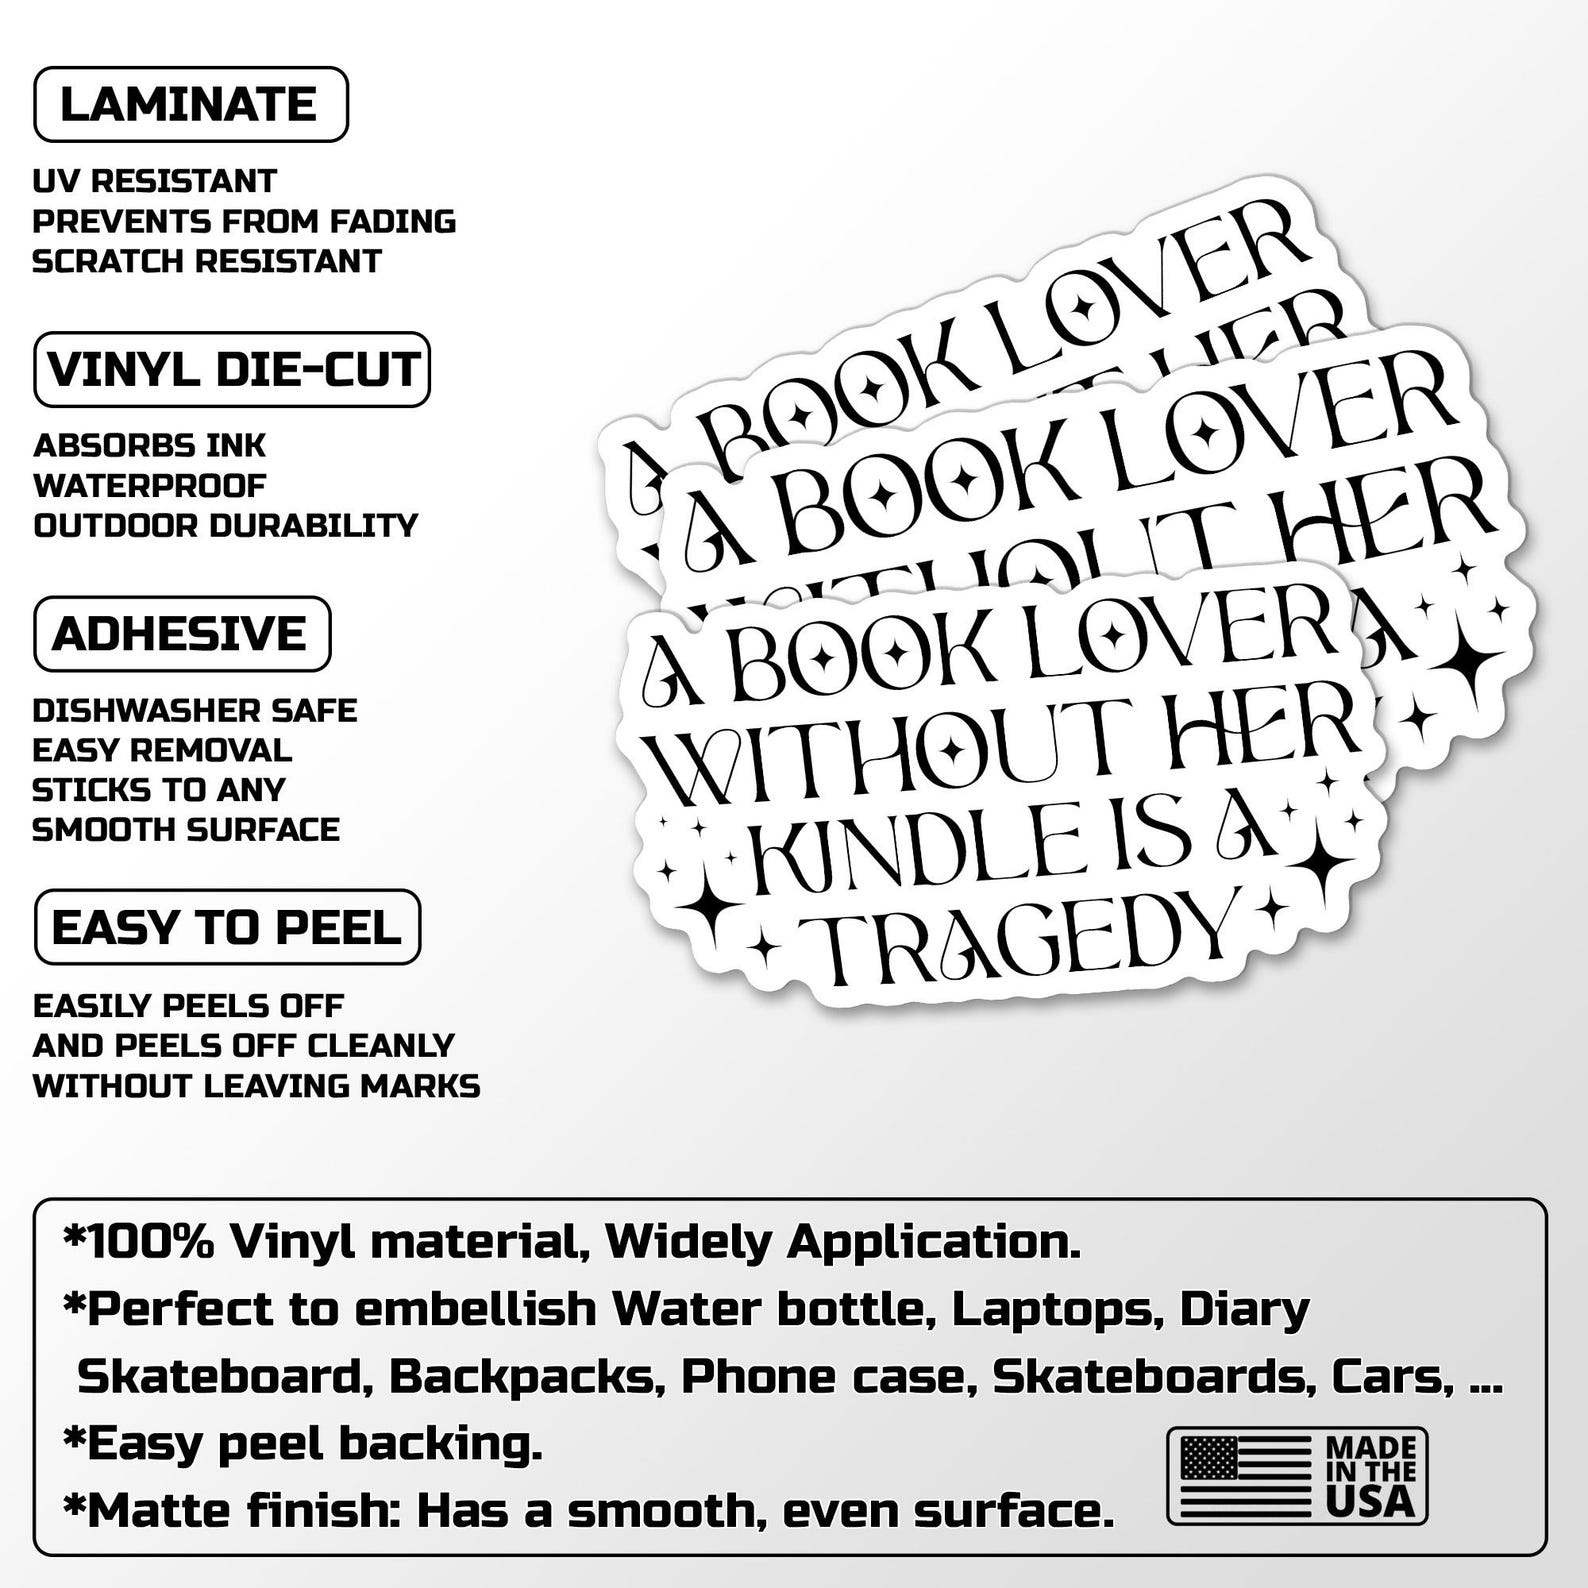 LAMINATE
UV RESISTANT
PREVENTS FROM FADING
SCRATCH RESISTANT
VINYL DIE-CUT
ABSORBS INK
WATERPROOF
OUTDOOR DURABILITY
ADHESIVE
DISHWASHER SAFE
EASY REMOVAL
STICKS TO ANY
SMOOTH SURFACE
EASY TO PEEL
EASILY PEELS OFF
AND PEELS OFF CLEANLY
WITHOUT LEAVING MARKS
A BOOK LOVER
HER
A BOOK LOVER
WITHOUT HER
A
A BOOK LOVER
WITHOUT HER
KINDLE IS A
TRAGEDY
*100% Vinyl material, Widely Application.
*Perfect to embellish Water bottle, Laptops, Diary
Skateboard, Backpacks, Phone case, Skateboards, Cars, ...
*Easy peel backing.
*Matte finish: Has a smooth, even surface.
MADE
IN THE
USA